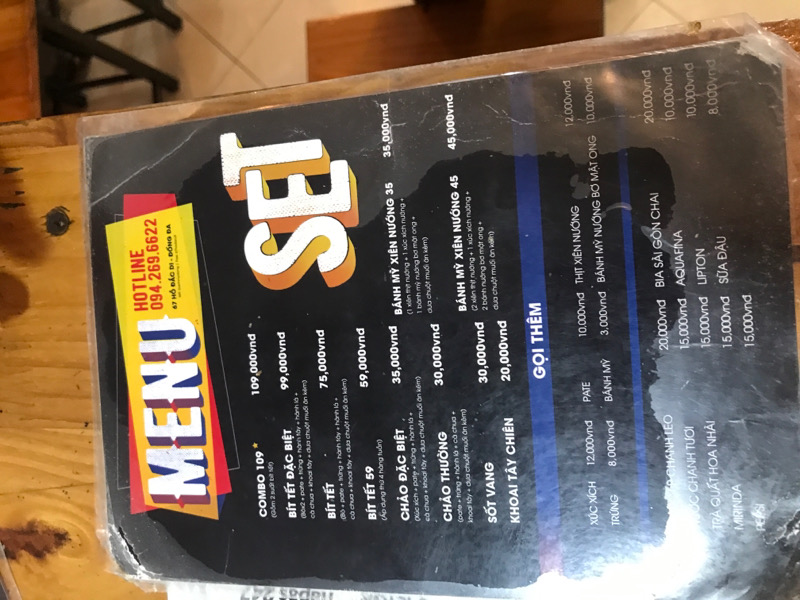 MENU
HOTLINE
094.269.6622
67 HỒ ĐẮC DI - ĐỐNG ĐA
SET
COMBO 109 109,000vnđ
(Gồm 2 suất bít tết)
BÍT TẾT ĐẶC BIỆT 99,000vnđ
(Bòx2 + pate + trứng + hành tây + hành lá +
cà chua + khoai tây + dưa chuột muối ăn kèm)
BÍT TẾT 75,000vnđ
(Bò + pate + trứng + hành tây + hành lá +
cà chua + khoai tây + dưa chuột muối ăn kèm)
BÍT TẾT 59 59,000vnđ
(Áp dụng thứ 4 hàng tuần)
CHẢO ĐẶC BIỆT 35,000vnđ
(Xúc xích + pate + trứng + hành lá +
cà chua + khoai tây + dưa chuột muối ăn kèm)
CHẢO THƯỜNG 30,000vnđ
(pate + trứng + hành lá + cà chua +
khoai tây + dưa chuột muối ăn kèm)
SỐT VANG 30,000vnđ
KHOAI TÂY CHIÊN 20,000vnđ
BÁNH MỲ XIÊN NƯỚNG 35 35,000vnđ
(1 xiên thịt nướng + 1 xúc xích nướng +
1 bánh mỳ nướng bơ mật ong +
dưa chuột muối ăn kèm)
BÁNH MỲ XIÊN NƯỚNG 45 45,000vnđ
(2 xiên thịt nướng + 1 xúc xích nướng +
2 bánh nướng bơ mật ong +
dưa chuột muối ăn kèm)
GỌI THÊM
XÚC XÍCH 12,000vnđ PATE 10,000vnđ THỊT XIÊN NƯỚNG 12,000vnđ
TRỨNG 8,000vnđ BÁNH MỲ 3,000vnđ BÁNH MỲ NƯỚNG BƠ MẬT ONG 10,000vnđ
CHANH LEO 20,000vnđ BIA SÀI GÒN CHAI 20,000vnđ
CHANH TƯƠI 15,000vnđ AQUAFINA 10,000vnđ
TRÀ QUẤT HOA NHÀI 15,000vnđ LIPTON 10,000vnđ
MIRINDA 15,000vnđ SỮA ĐẬU 8,000vnđ
PEPSI 15,000vnđ